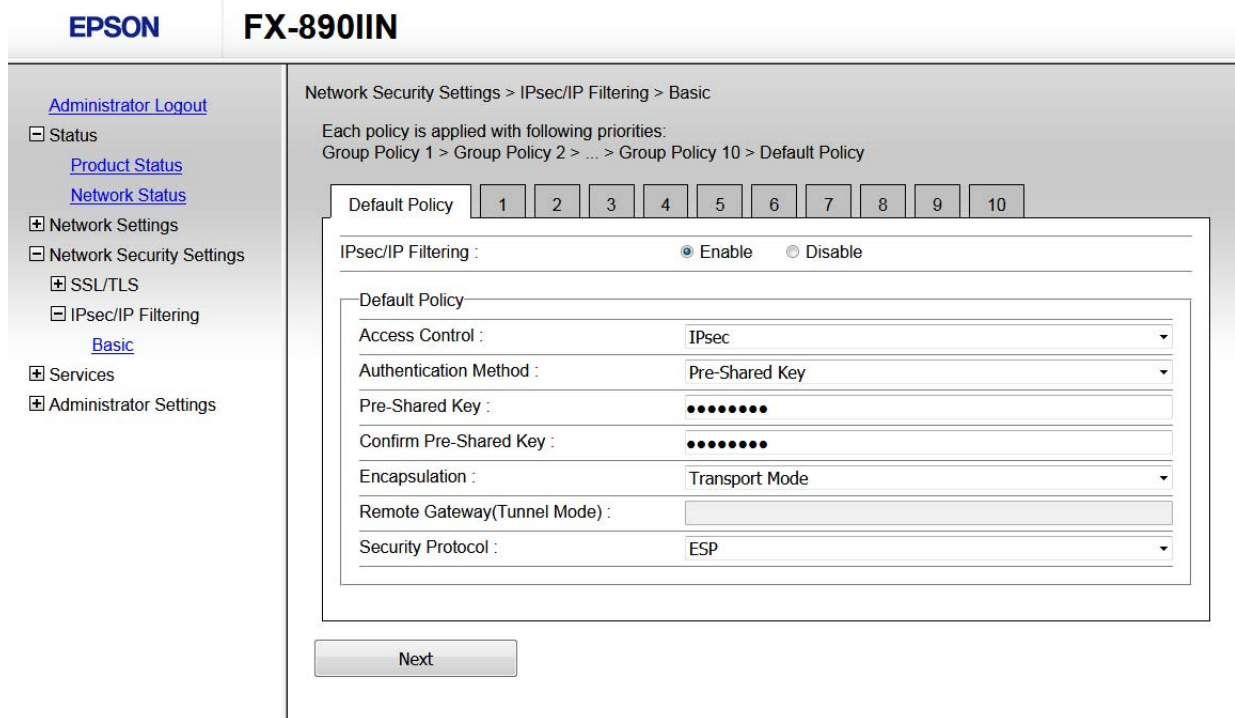 EPSON
FX-890IIN
Administrator Logout
Status
Product Status
Network Status
Network Settings
Network Security Settings
SSL/TLS
IPsec/IP Filtering
Basic
Services
Administrator Settings
Network Security Settings > IPsec/IP Filtering > Basic
Each policy is applied with following priorities:
Group Policy 1 > Group Policy 2 > ... > Group Policy 10 > Default Policy
Default Policy 1 2 3 4 5 6 7 8 9 10
IPsec/IP Filtering : Enable Disable
Default Policy
Access Control : IPsec
Authentication Method : Pre-Shared Key
Pre-Shared Key : ●●●●●●●●
Confirm Pre-Shared Key : ●●●●●●●●
Encapsulation : Transport Mode
Remote Gateway(Tunnel Mode) :
Security Protocol : ESP
Next